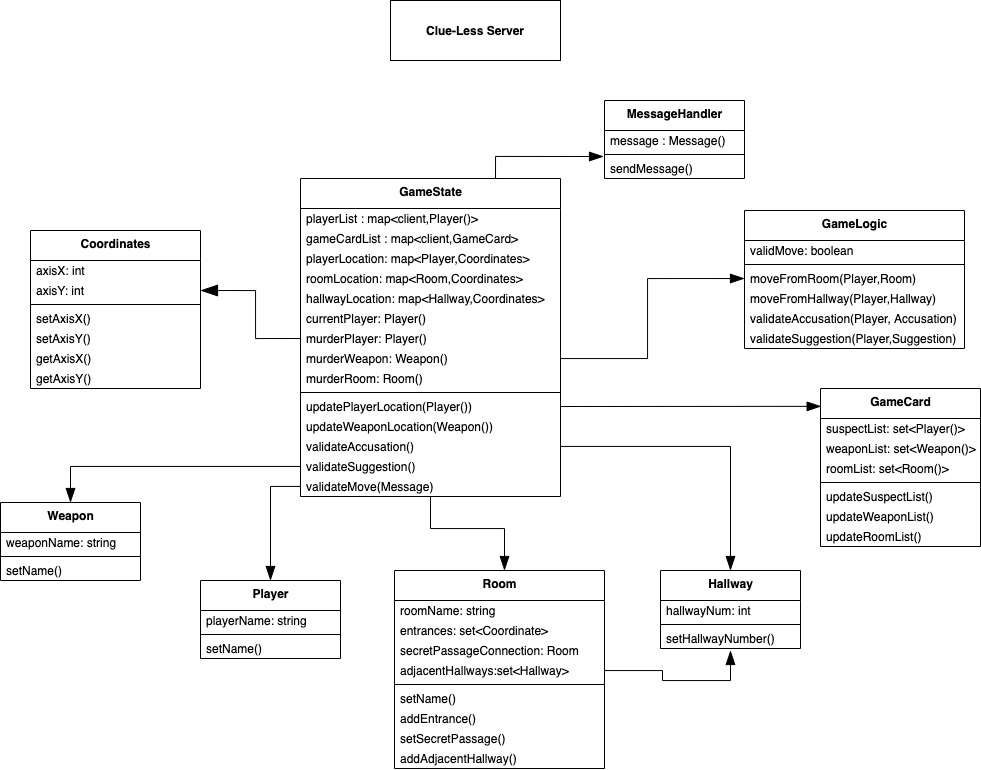 Clue-Less Server
MessageHandler
message : Message()
sendMessage()
GameState
playerList : map<client,Player()>
gameCardList : map<client,GameCard>
playerLocation: map<Player,Coordinates>
roomLocation: map<Room,Coordinates>
hallwayLocation: map<Hallway,Coordinates>
currentPlayer: Player()
murderPlayer: Player()
murderWeapon: Weapon()
murderRoom: Room()
updatePlayerLocation(Player())
updateWeaponLocation(Weapon())
validateAccusation()
validateSuggestion()
validateMove(Message)
GameLogic
validMove: boolean
moveFromRoom(Player,Room)
moveFromHallway(Player,Hallway)
validateAccusation(Player, Accusation)
validateSuggestion(Player,Suggestion)
Coordinates
axisX: int
axisY: int
setAxisX()
setAxisY()
getAxisX()
getAxisY()
GameCard
suspectList: set<Player()>
weaponList: set<Weapon()>
roomList: set<Room()>
updateSuspectList()
updateWeaponList()
updateRoomList()
Weapon
weaponName: string
setName()
Player
playerName: string
setName()
Room
roomName: string
entrances: set<Coordinate>
secretPassageConnection: Room
adjacentHallways:set<Hallway>
setName()
addEntrance()
setSecretPassage()
addAdjacentHallway()
Hallway
hallwayNum: int
setHallwayNumber()